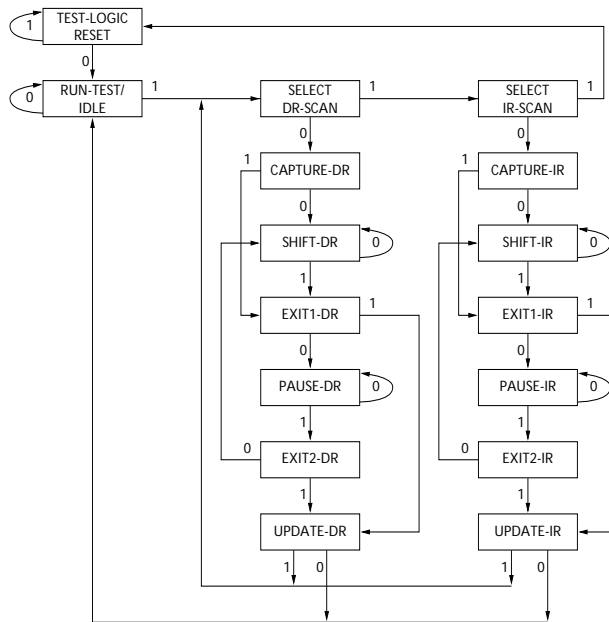 TEST-LOGIC
RESET
1
0
RUN-TEST/
IDLE
0
1
SELECT
DR-SCAN
1
SELECT
IR-SCAN
1
0
0
CAPTURE-DR
1
CAPTURE-IR
1
0
0
SHIFT-DR
0
SHIFT-IR
0
1
1
EXIT1-DR
1
EXIT1-IR
1
0
0
PAUSE-DR
0
PAUSE-IR
0
1
1
0
EXIT2-DR
0
EXIT2-IR
1
1
UPDATE-DR
UPDATE-IR
1
0
1
0